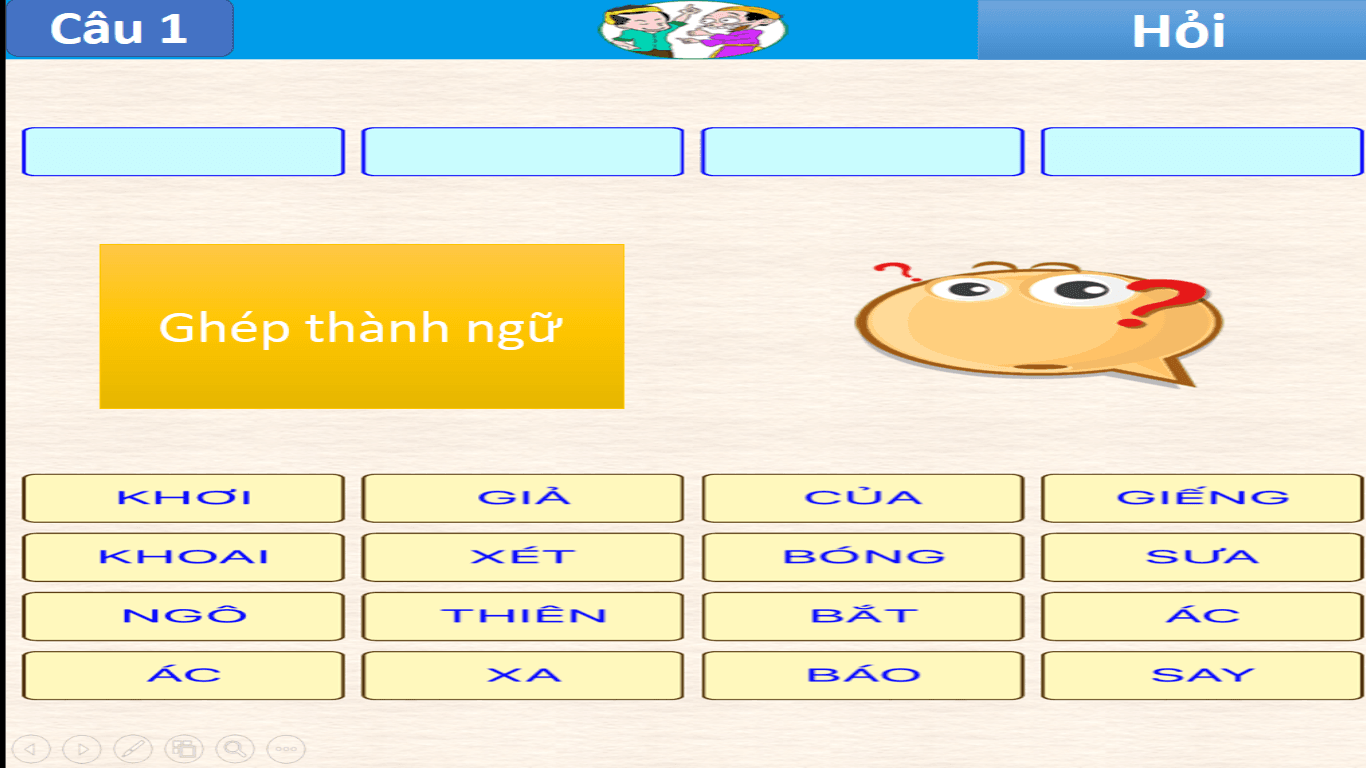 Câu 1
Hỏi
Ghép thành ngữ
KHƠI GIẢ CỦA GIẾNG
KHOAI XÉT BÓNG SƯA
NGÔ THIÊN BẮT ÁC
ÁC XA BÁO SAY